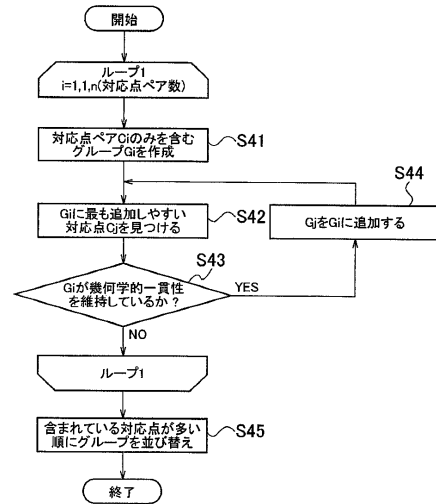 開始
ループ1
i=1,1,n(対応点ペア数)
対応点ペアCiのみを含む
グループGiを作成
S41
S44
Giに最も追加しやすい
対応点Cjを見つける
S42
GjをGiに追加する
S43
Giが幾何学的一貫性
を維持しているか?
YES
NO
ループ1
含まれている対応点が多い
順にグループを並び替え
S45
終了